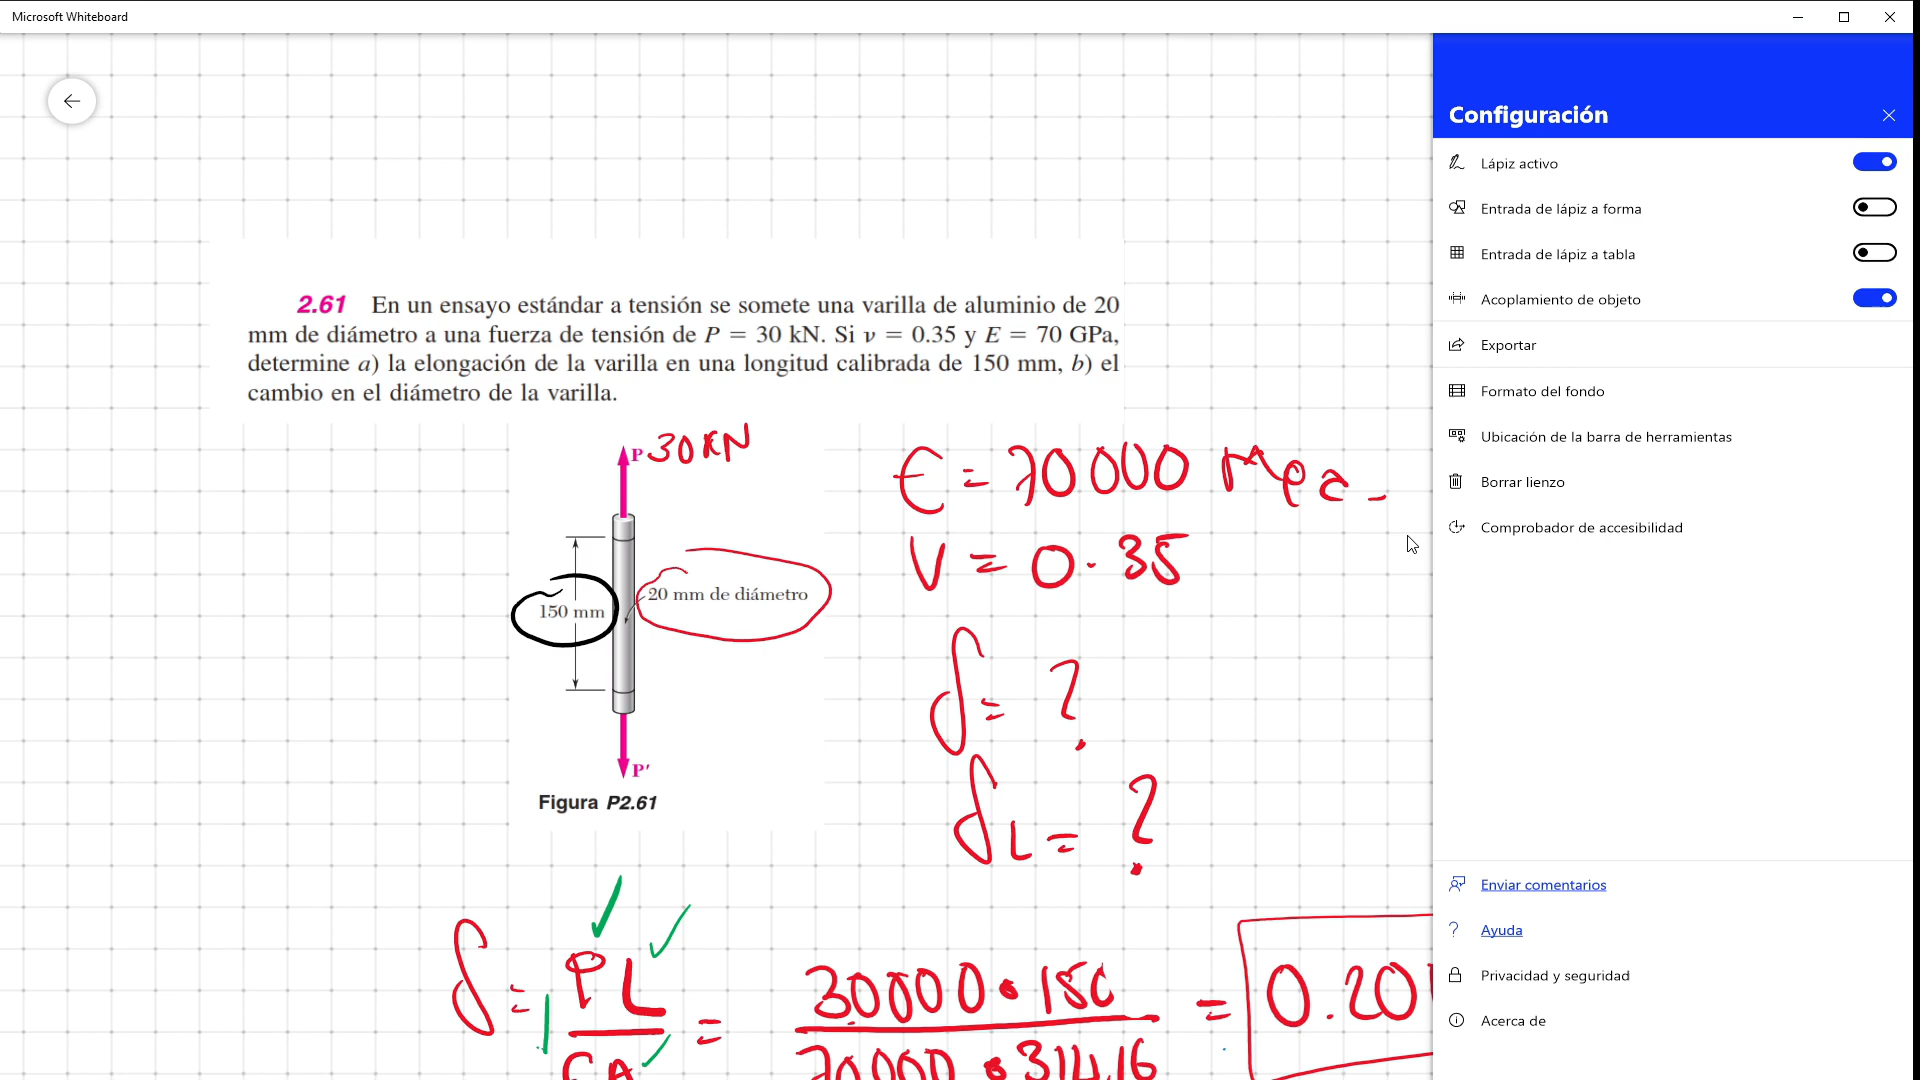 Microsoft Whiteboard
2.61 En un ensayo estándar a tensión se somete una varilla de aluminio de 20
mm de diámetro a una fuerza de tensión de P = 30 kN. Si ν = 0.35 y E = 70 GPa,
determine a) la elongación de la varilla en una longitud calibrada de 150 mm, b) el
cambio en el diámetro de la varilla.
P 30 KN
150 mm
20 mm de diámetro
P′
Figura P2.61
E = 70000 Mpa
V = 0.35
δ = ?
δL = ?
δ = PL
EA
= 30000 • 150
70000 • 314.16
= 0.20
Configuración
Lápiz activo
Entrada de lápiz a forma
Entrada de lápiz a tabla
Acoplamiento de objeto
Exportar
Formato del fondo
Ubicación de la barra de herramientas
Borrar lienzo
Comprobador de accesibilidad
Enviar comentarios
Ayuda
Privacidad y seguridad
Acerca de